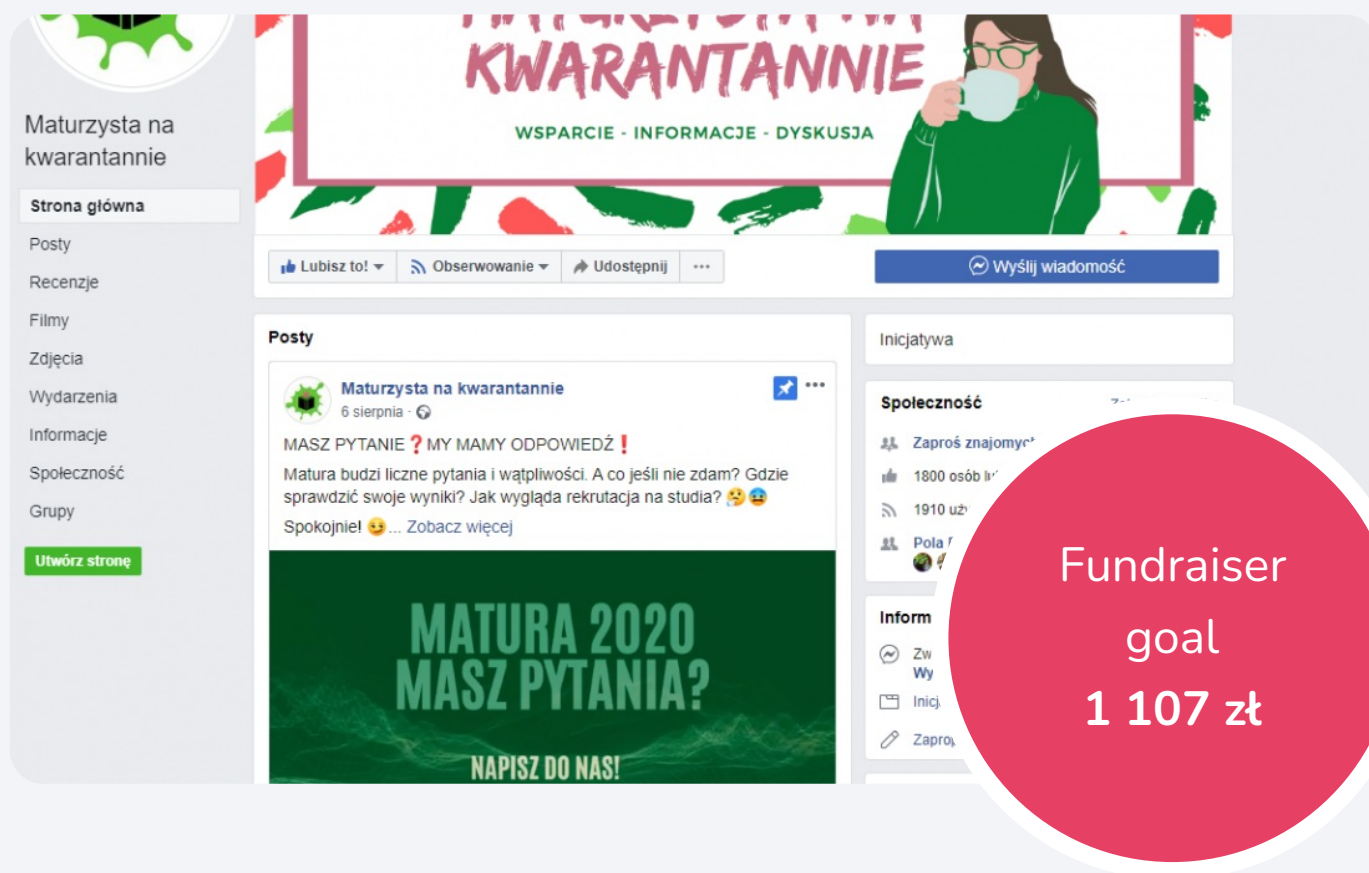 KWARANTANNIE
WSPARCIE - INFORMACJE - DYSKUSJA
Maturzysta na
kwarantannie
Strona główna
Posty
Recenzje
Filmy
Zdjęcia
Wydarzenia
Informacje
Społeczność
Grupy
Utwórz stronę
Lubisz to!
Obserwowanie
Udostępnij
Wyślij wiadomość
Posty
Maturzysta na kwarantannie
6 sierpnia ·
MASZ PYTANIE❓MY MAMY ODPOWIEDŹ❗
Matura budzi liczne pytania i wątpliwości. A co jeśli nie zdam? Gdzie
sprawdzić swoje wyniki? Jak wygląda rekrutacja na studia?
Spokojnie! ... Zobacz więcej
MATURA 2020
MASZ PYTANIA?
NAPISZ DO NAS!
Inicjatywa
Społeczność
Zaproś
1800 osób
1910
Pola
Fundraiser
goal
1 107 zł